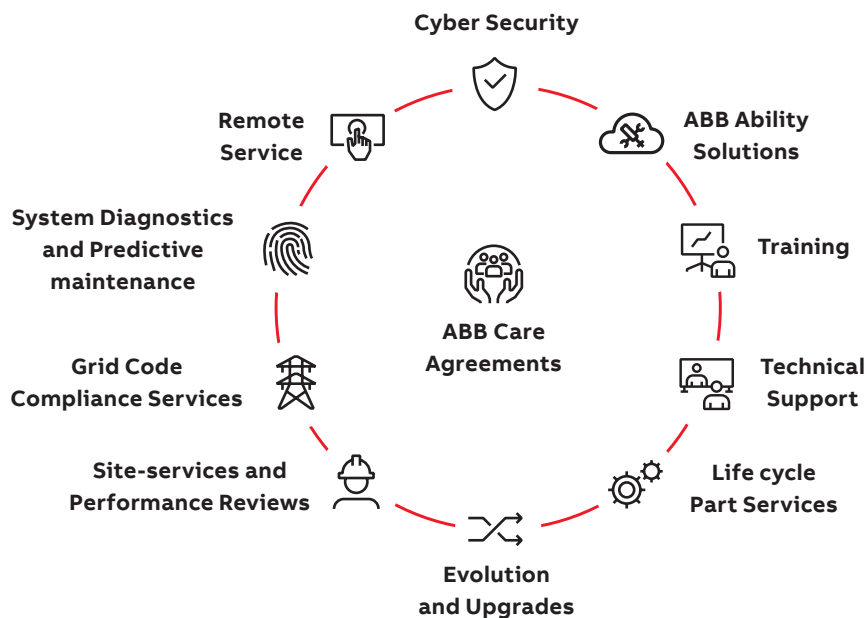 Cyber Security
ABB Ability
Solutions
Training
Technical
Support
Life cycle
Part Services
Evolution
and Upgrades
Site-services and
Performance Reviews
Grid Code
Compliance Services
System Diagnostics
and Predictive
maintenance
Remote
Service
ABB Care
Agreements